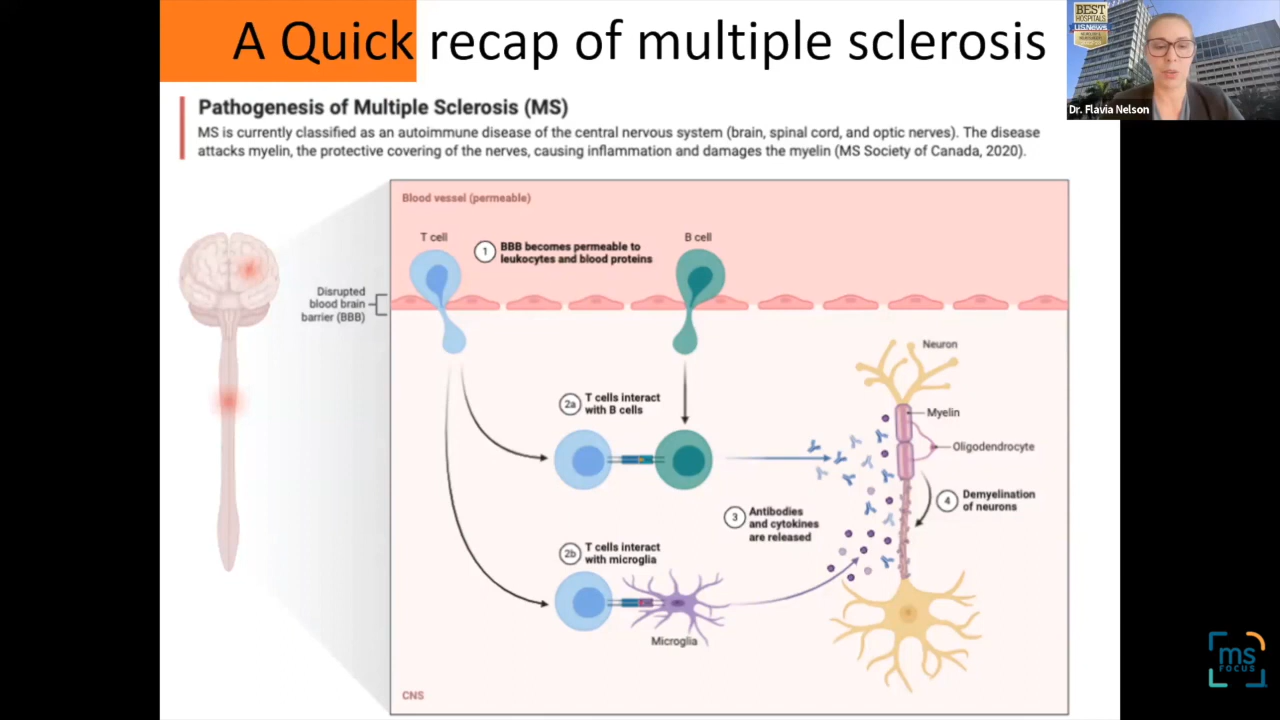 A Quick recap of multiple sclerosis
BEST
HOSPITALS
U.S.News
Dr. Flavia Nelson
Pathogenesis of Multiple Sclerosis (MS)
MS is currently classified as an autoimmune disease of the central nervous system (brain, spinal cord, and optic nerves). The disease
attacks myelin, the protective covering of the nerves, causing inflammation and damages the myelin (MS Society of Canada, 2020).
Blood vessel (permeable)
T cell
1
BBB becomes permeable to
leukocytes and blood proteins
B cell
Disrupted
blood brain
barrier (BBB)
Neuron
2a
T cells interact
with B cells
Myelin
Oligodendrocyte
3
Antibodies
and cytokines
are released
4
Demyelination
of neurons
2b
T cells interact
with microglia
Microglia
CNS
ms
FOCUS